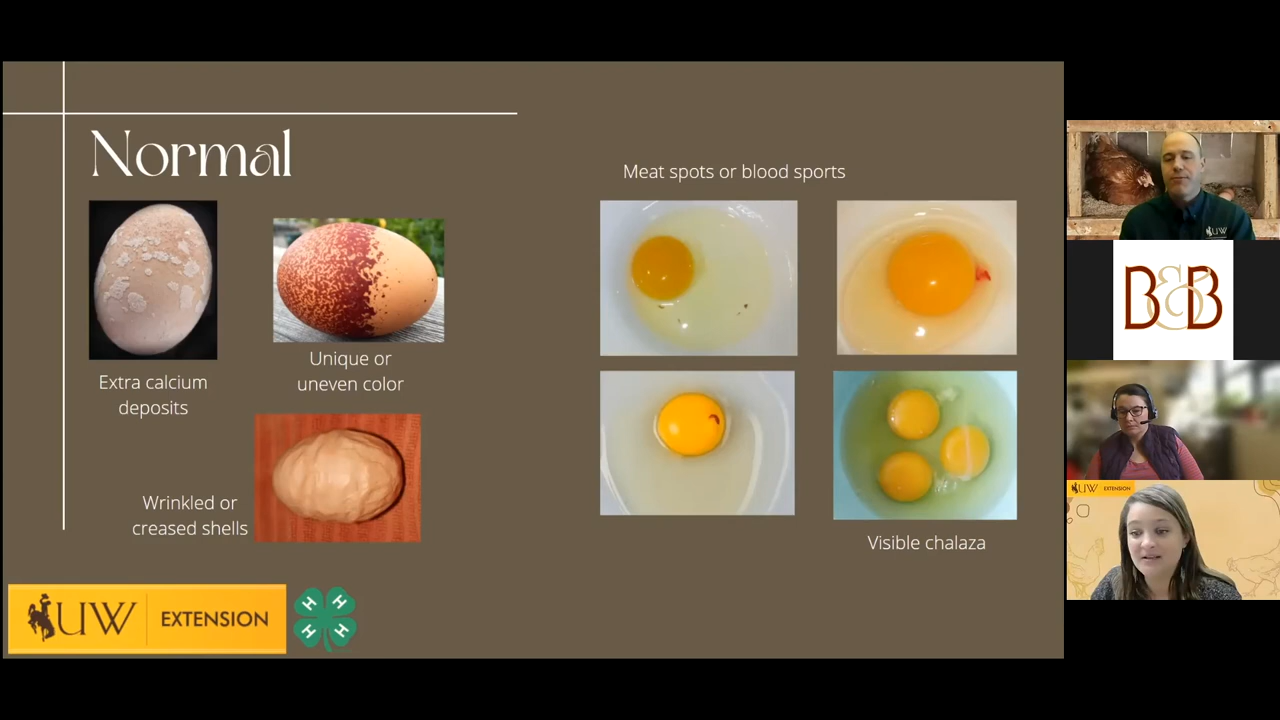 Normal
Meat spots or blood sports
Extra calcium
deposits
Unique or
uneven color
Wrinkled or
creased shells
Visible chalaza
UW EXTENSION
H H
H H
UW
B&B
UW EXTENSION